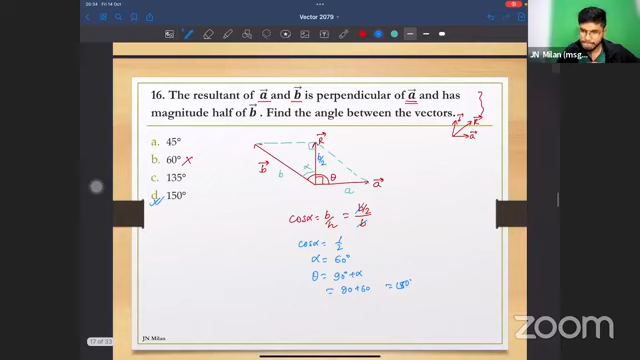 20:34 Fri 14 Oct
Vector 2079
JN Milan (msg...
16. The resultant of a⃗ and b⃗ is perpendicular of a⃗ and has
magnitude half of b⃗ . Find the angle between the vectors.
a. 45°
b. 60° ×
c. 135°
d. 150°
b⃗ R⃗
a⃗
R⃗
b⃗ b α b/2 θ
a a⃗
cosα = b/h = b/2 / b
cosα = 1/2
α = 60°
θ = 90° + α
= 90 + 60 = 150°
17 of 33
JN Milan
LIVE
zoom